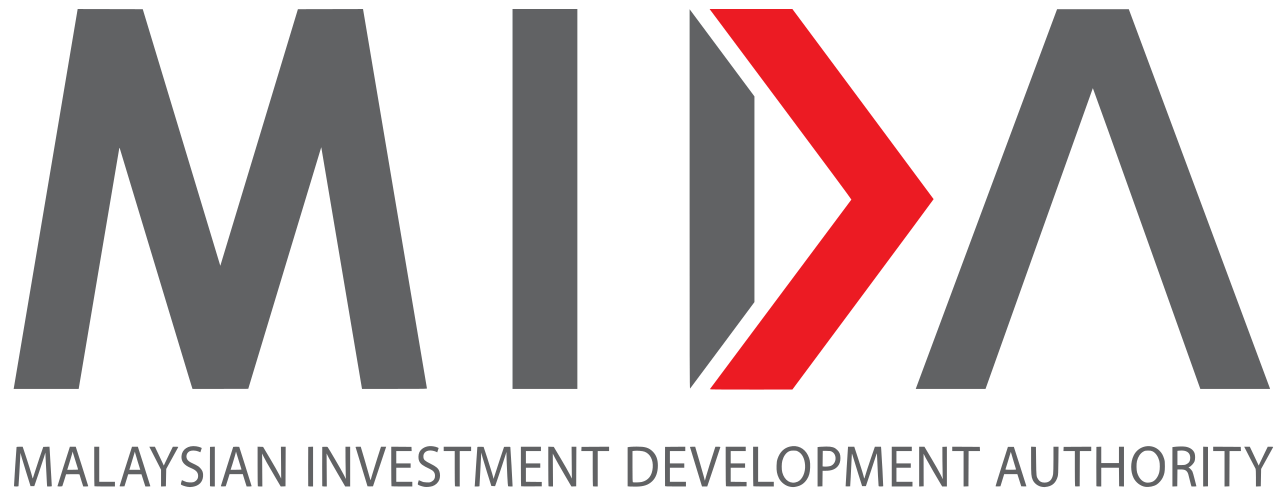 MIDA
MALAYSIAN INVESTMENT DEVELOPMENT AUTHORITY